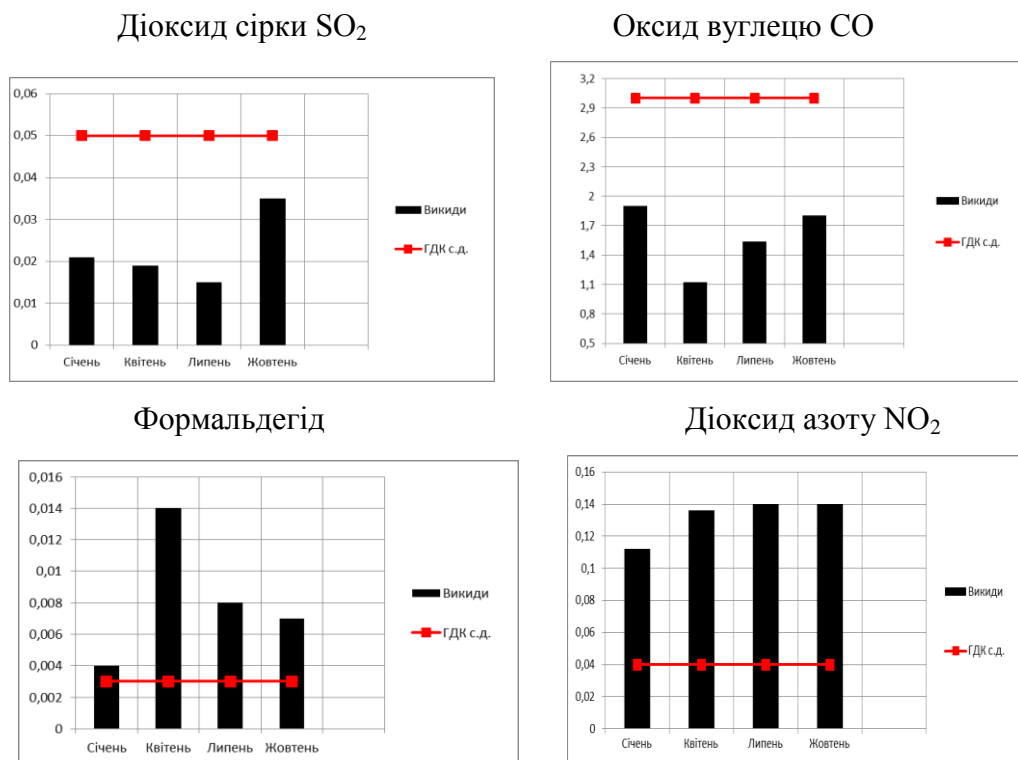 Діоксид сірки SO₂
0,06
0,05
0,04
0,03
0,02
0,01
0
Січень Квітень Липень Жовтень
Викиди
ГДК с.д.
Оксид вуглецю CO
3,2
2,9
2,6
2,3
2
1,7
1,4
1,1
0,8
0,5
Січень Квітень Липень Жовтень
Викиди
ГДК с.д.
Формальдегід
0,016
0,014
0,012
0,01
0,008
0,006
0,004
0,002
0
Січень Квітень Липень Жовтень
Викиди
ГДК с.д.
Діоксид азоту NO₂
0,16
0,14
0,12
0,1
0,08
0,06
0,04
0,02
0
Січень Квітень Липень Жовтень
Викиди
ГДК с.д.